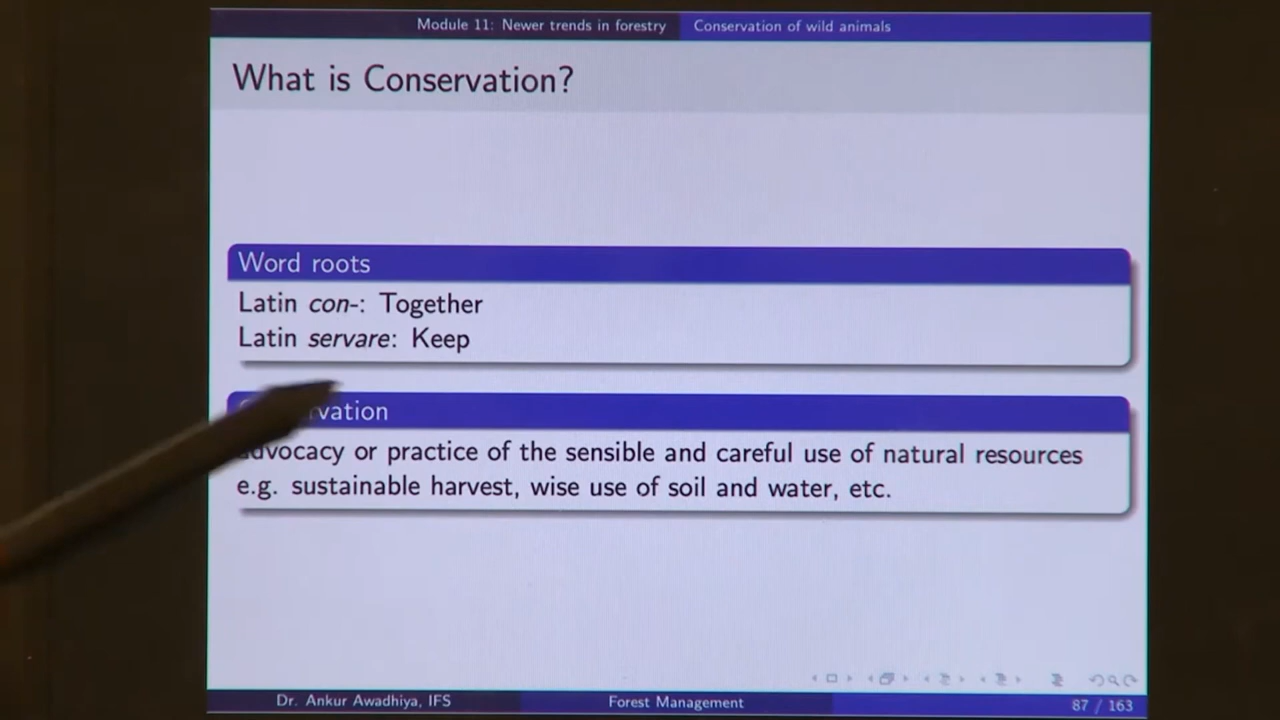 Module 11: Newer trends in forestry Conservation of wild animals
What is Conservation?
Word roots
Latin con-: Together
Latin servare: Keep
vation
advocacy or practice of the sensible and careful use of natural resources
e.g. sustainable harvest, wise use of soil and water, etc.
Dr. Ankur Awadhiya, IFS Forest Management 87 / 163